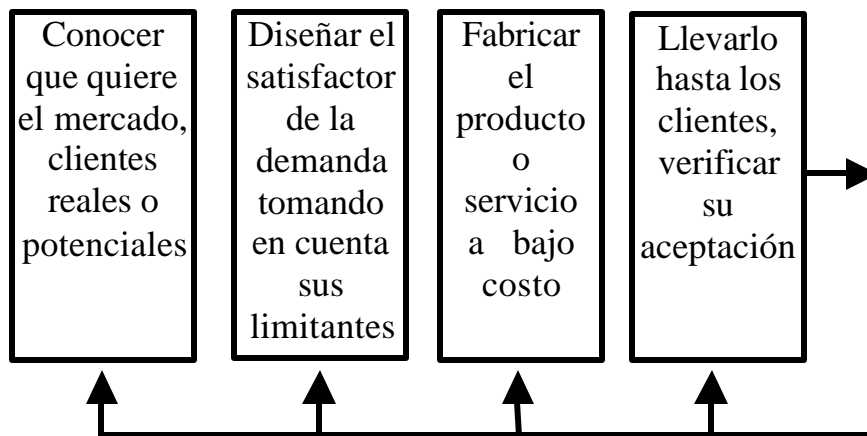 Conocer
que quiere
el mercado,
clientes
reales o
potenciales
Diseñar el
satisfactor
de la
demanda
tomando
en cuenta
sus
limitantes
Fabricar
el
producto
o
servicio
a bajo
costo
Llevarlo
hasta los
clientes,
verificar
su
aceptación